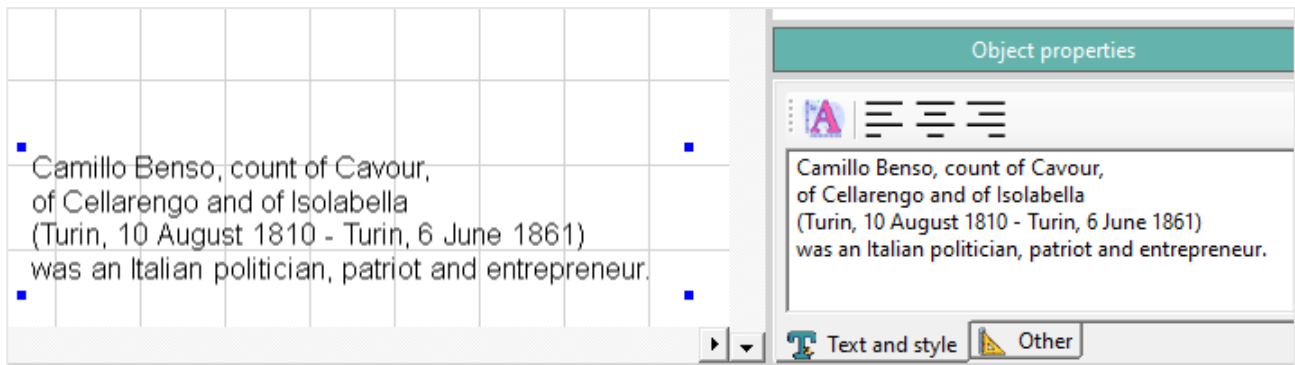 Camillo Benso, count of Cavour,
of Cellarengo and of Isolabella
(Turin, 10 August 1810 - Turin, 6 June 1861)
was an Italian politician, patriot and entrepreneur.
Object properties
A
Camillo Benso, count of Cavour,
of Cellarengo and of Isolabella
(Turin, 10 August 1810 - Turin, 6 June 1861)
was an Italian politician, patriot and entrepreneur.
Text and style
Other